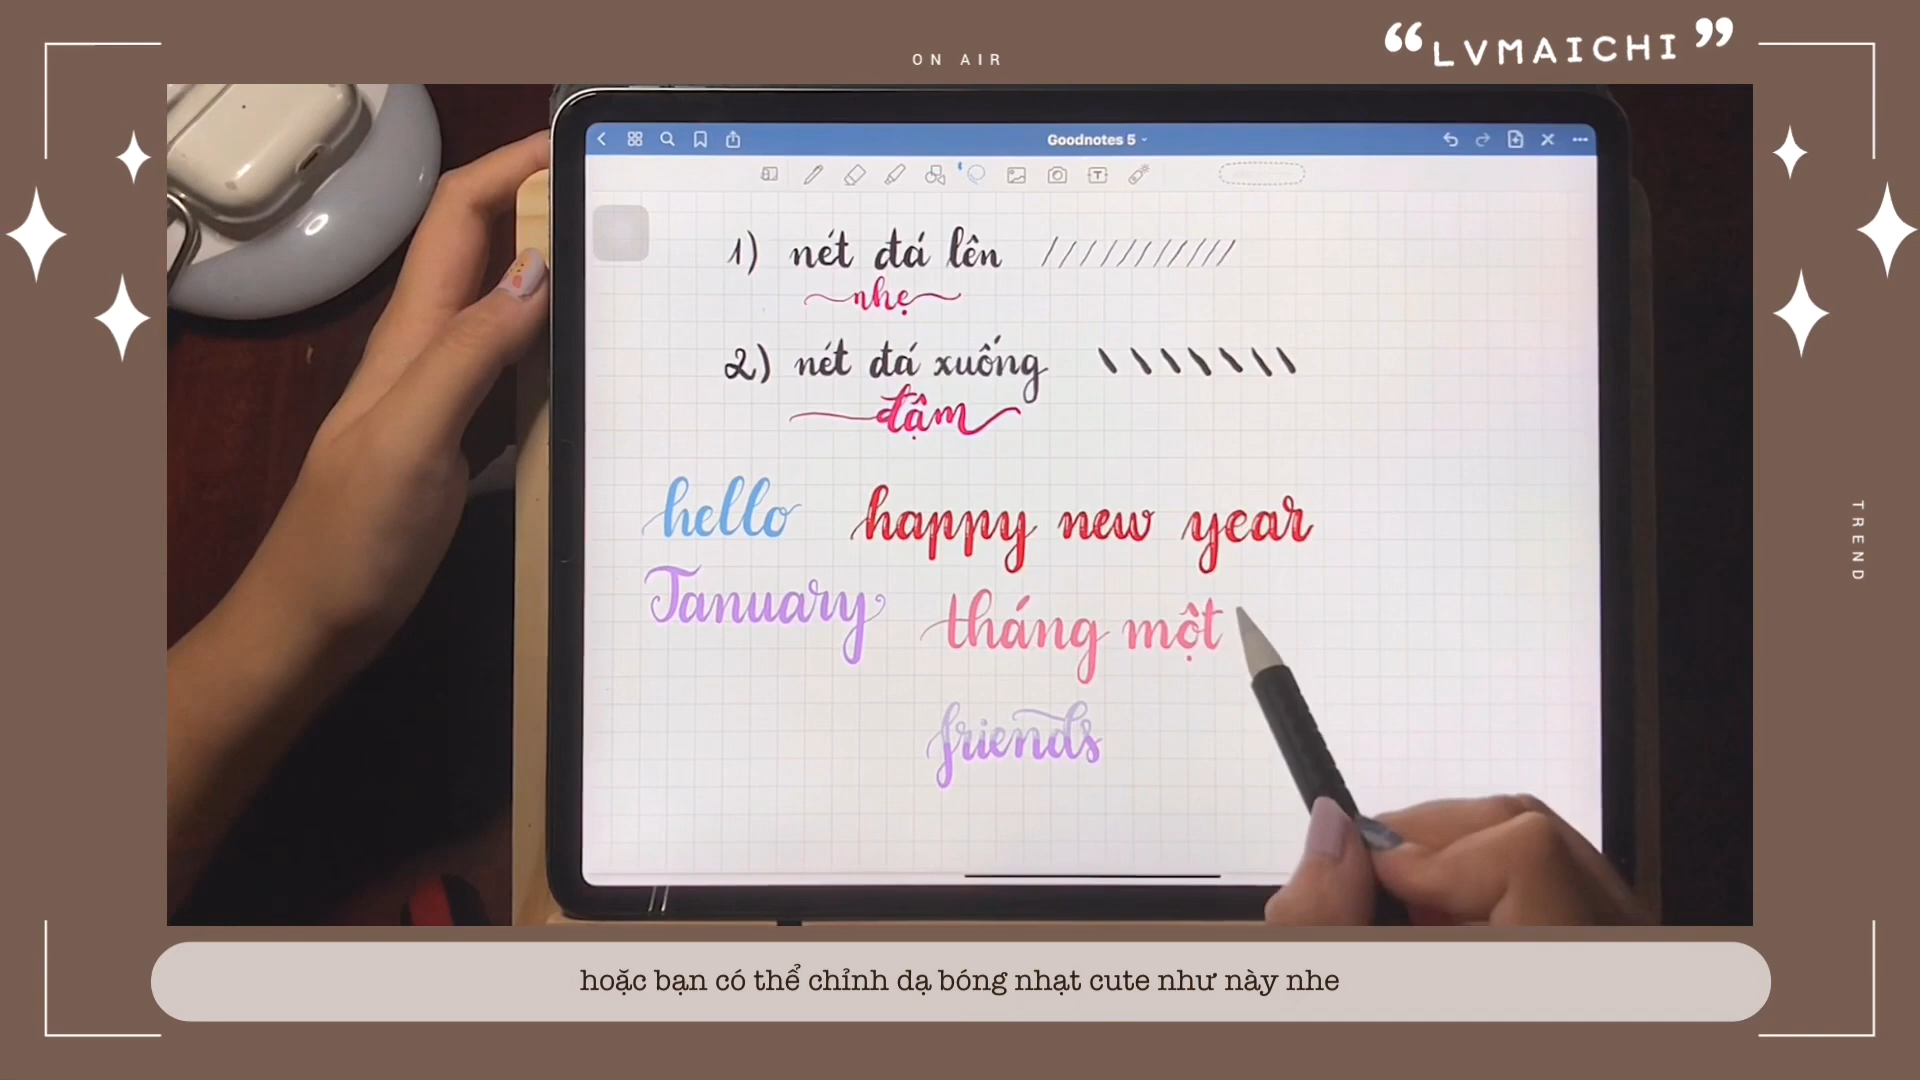 ON AIR
“LVMAICHI”
Goodnotes 5
1) nét đá lên
nhẹ
2) nét đá xuống
đậm
hello happy new year
January tháng một
friends
TREND
hoặc bạn có thể chỉnh dạ bóng nhạt cute như này nhe